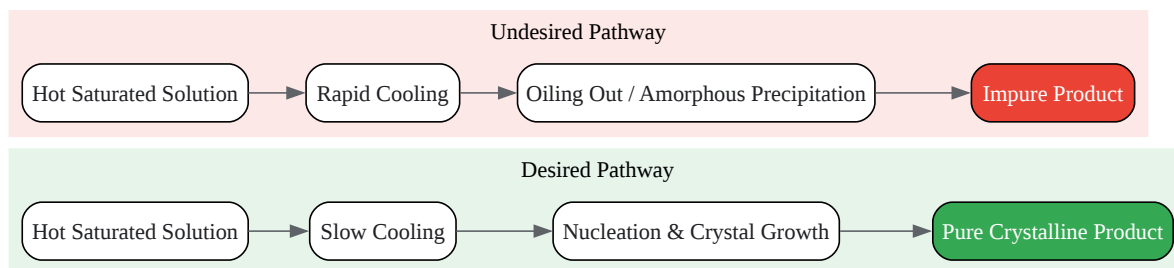 Undesired Pathway
Hot Saturated Solution
Rapid Cooling
Oiling Out / Amorphous Precipitation
Impure Product
Desired Pathway
Hot Saturated Solution
Slow Cooling
Nucleation & Crystal Growth
Pure Crystalline Product